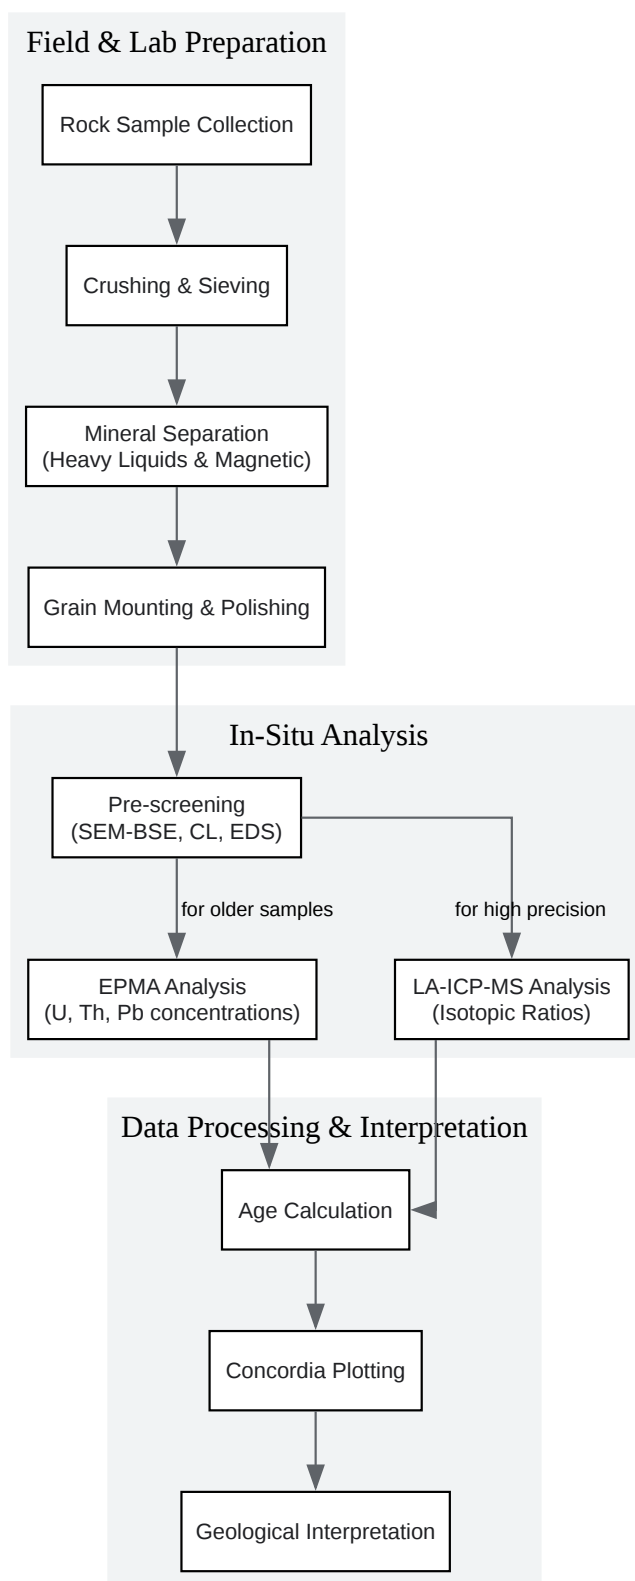 Field & Lab Preparation
Rock Sample Collection
Crushing & Sieving
Mineral Separation
(Heavy Liquids & Magnetic)
Grain Mounting & Polishing
In-Situ Analysis
Pre-screening
(SEM-BSE, CL, EDS)
for older samples
for high precision
EPMA Analysis
(U, Th, Pb concentrations)
LA-ICP-MS Analysis
(Isotopic Ratios)
Data Processing & Interpretation
Age Calculation
Concordia Plotting
Geological Interpretation